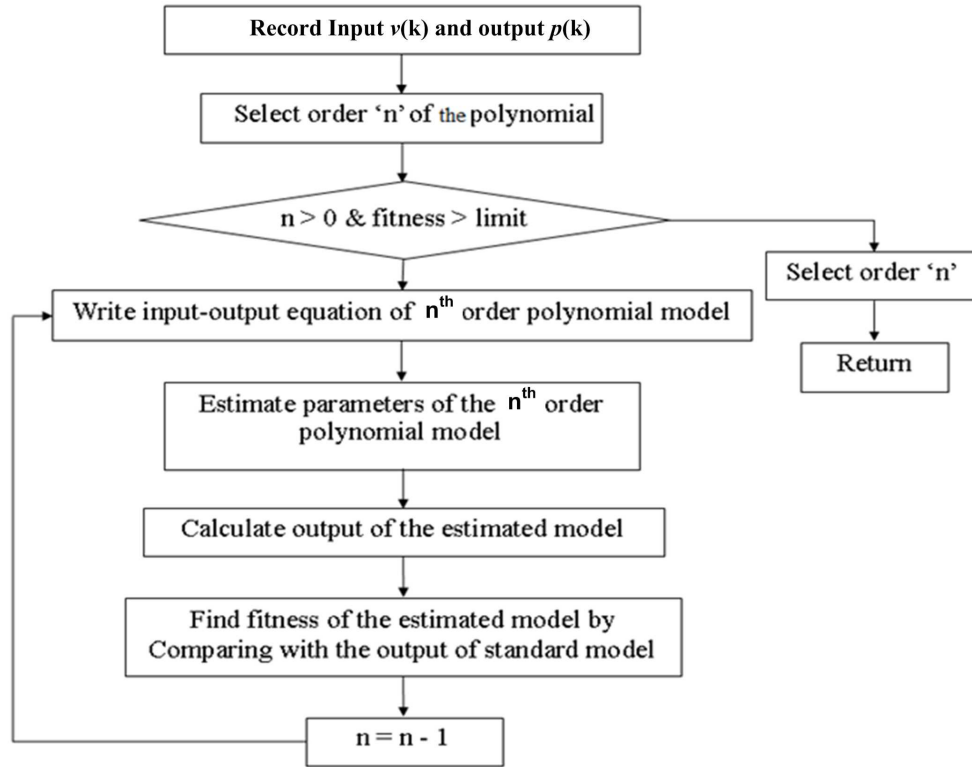 Record Input v(k) and output p(k)
Select order ‘n’ of the polynomial
n > 0 & fitness > limit
Select order ‘n’
Return
Write input-output equation of nth order polynomial model
Estimate parameters of the nth order
polynomial model
Calculate output of the estimated model
Find fitness of the estimated model by
Comparing with the output of standard model
n = n - 1